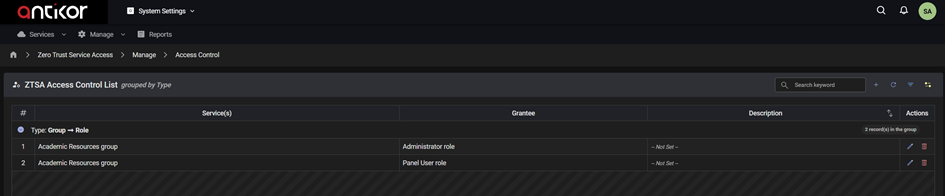 antikor
System Settings
SA
Services
Manage
Reports
Zero Trust Service Access
Manage
Access Control
ZTSA Access Control List grouped by Type
Search keyword
# Service(s) Grantee Description Actions
Type: Group → Role
2 record(s) in the group
1 Academic Resources group Administrator role -- Not Set --
2 Academic Resources group Panel User role -- Not Set --